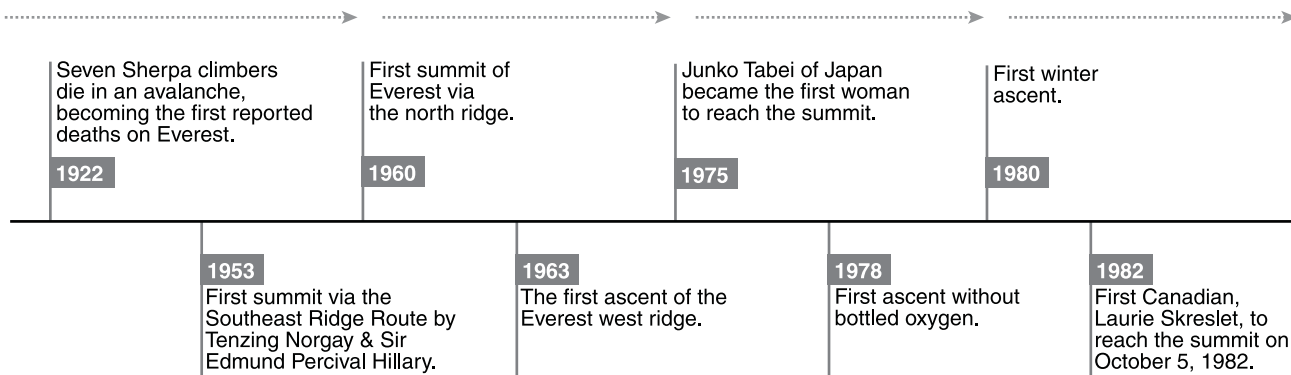 Seven Sherpa climbers
die in an avalanche,
becoming the first reported
deaths on Everest.
1922
1953
First summit via the
Southeast Ridge Route by
Tenzing Norgay & Sir
Edmund Percival Hillary.
First summit of
Everest via
the north ridge.
1960
1963
The first ascent of the
Everest west ridge.
Junko Tabei of Japan
became the first woman
to reach the summit.
1975
1978
First ascent without
bottled oxygen.
First winter
ascent.
1980
1982
First Canadian,
Laurie Skreslet, to
reach the summit on
October 5, 1982.